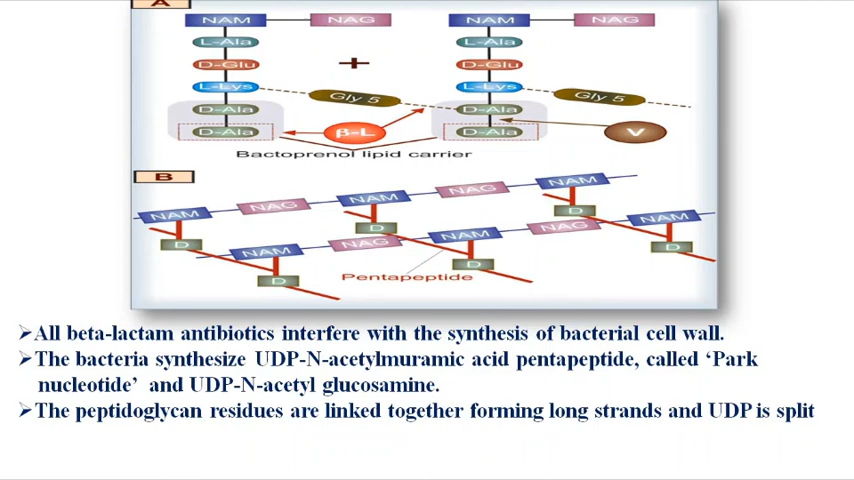 A
NAM NAG NAM NAG
L-Ala L-Ala
D-Glu + D-Glu
L-Lys Gly 5 L-Lys Gly 5
D-Ala D-Ala
D-Ala β-L D-Ala V
Bactoprenol lipid carrier
B
NAM NAG NAM NAG NAM
D D D
NAM NAG NAM NAG NAM
D D D
Pentapeptide
➢All beta-lactam antibiotics interfere with the synthesis of bacterial cell wall.
➢The bacteria synthesize UDP-N-acetylmuramic acid pentapeptide, called ‘Park
nucleotide’ and UDP-N-acetyl glucosamine.
➢The peptidoglycan residues are linked together forming long strands and UDP is split